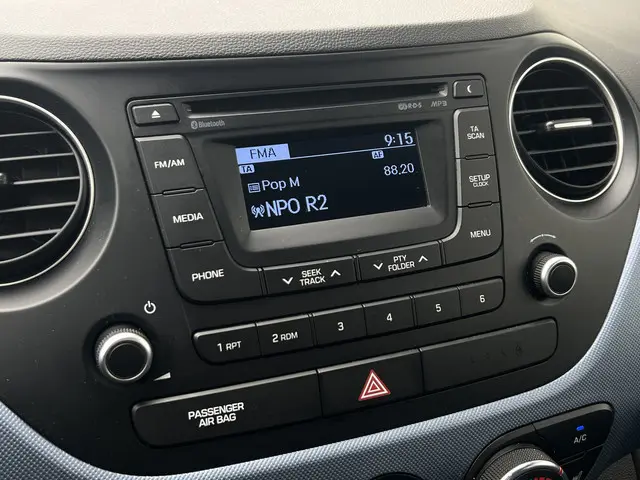 RDS MP3
Bluetooth
FM/AM
MEDIA
PHONE
FMA 9:15
TA AF
88.20
Pop M
NPO R2
TA
SCAN
SETUP
CLOCK
MENU
SEEK
TRACK
PTY
FOLDER
1 RPT
2 RDM
3
4
5
6
PASSENGER
AIR BAG
A/C